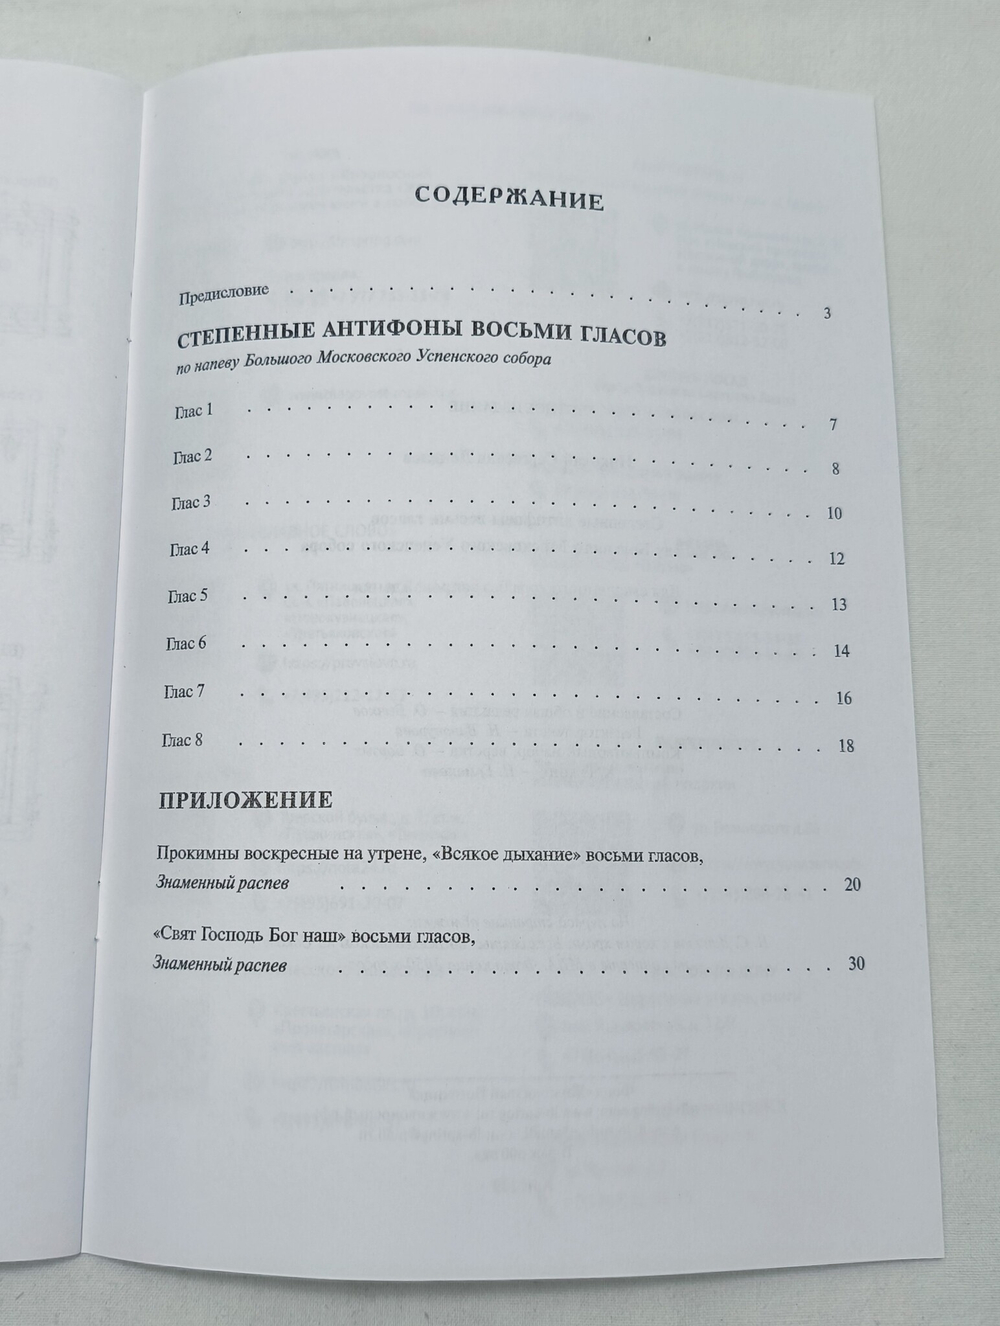 СОДЕРЖАНИЕ
Предисловие . . . . . . . . . . . . . . . . . . . . . . 3
СТЕПЕННЫЕ АНТИФОНЫ ВОСЬМИ ГЛАСОВ
по напеву Большого Московского Успенского собора
Глас 1 . . . . . . . . . . . . . . . . . . . . . . . . 7
Глас 2 . . . . . . . . . . . . . . . . . . . . . . . . 8
Глас 3 . . . . . . . . . . . . . . . . . . . . . . . . 10
Глас 4 . . . . . . . . . . . . . . . . . . . . . . . . 12
Глас 5 . . . . . . . . . . . . . . . . . . . . . . . . 13
Глас 6 . . . . . . . . . . . . . . . . . . . . . . . . 14
Глас 7 . . . . . . . . . . . . . . . . . . . . . . . . 16
Глас 8 . . . . . . . . . . . . . . . . . . . . . . . . 18
ПРИЛОЖЕНИЕ
Прокимны воскресные на утрене, «Всякое дыхание» восьми гласов,
Знаменный распев . . . . . . . . . . . . . . . . . . 20
«Свят Господь Бог наш» восьми гласов,
Знаменный распев . . . . . . . . . . . . . . . . . . 30